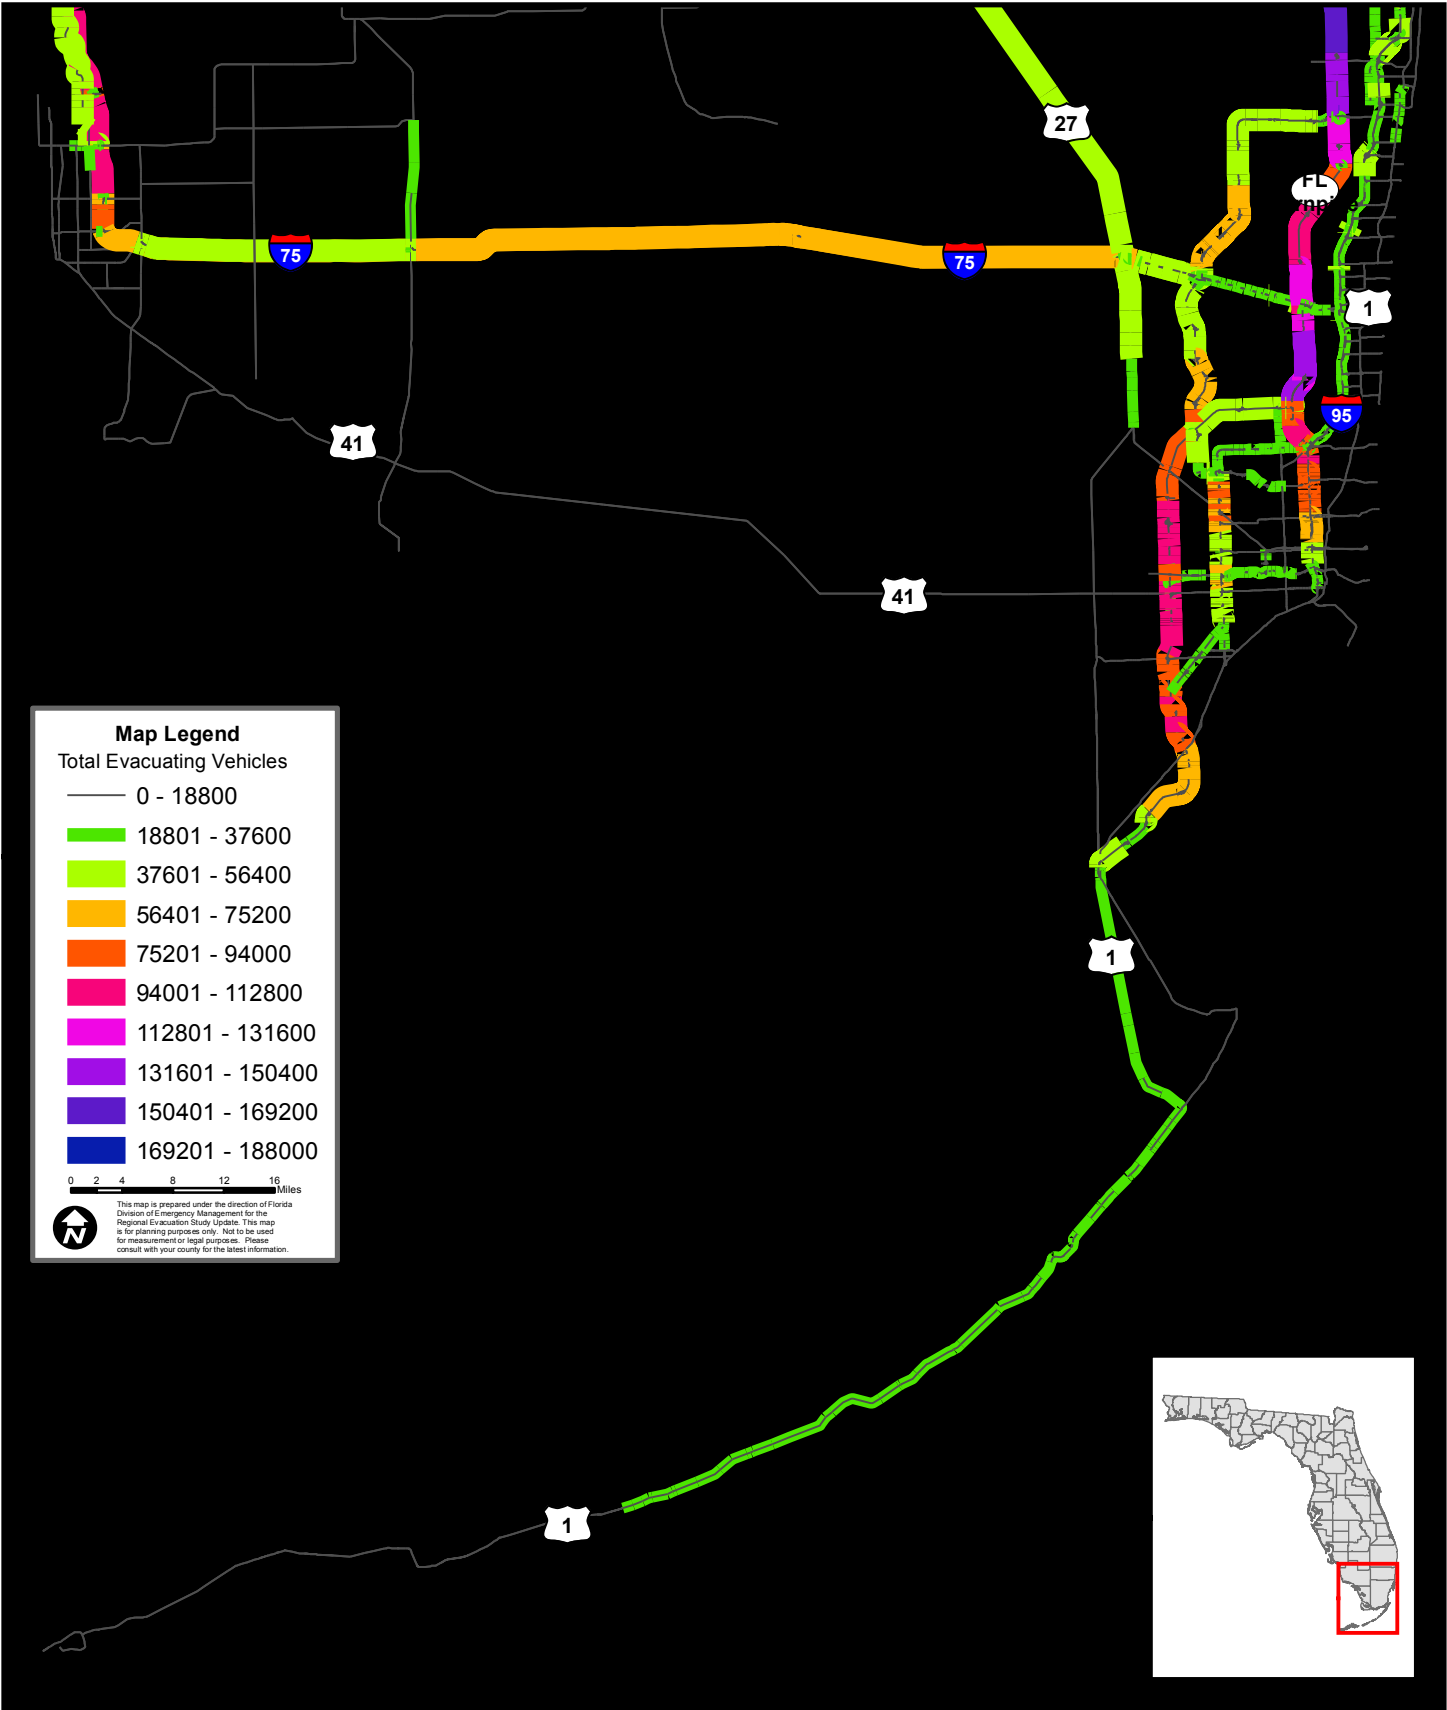 27
FL
1
75
75
95
41
41
Map Legend
Total Evacuating Vehicles
0 - 18800
18801 - 37600
37601 - 56400
56401 - 75200
75201 - 94000
94001 - 112800
112801 - 131600
131601 - 150400
150401 - 169200
169201 - 188000
0 2 4 8 12 16
Miles
N
This map is prepared under the direction of Florida
Division of Emergency Management for the
Regional Evacuation Study Update. This map
is for planning purposes only. Not to be used
for measurement or legal purposes. Please
consult with your county for the latest information.
1
1